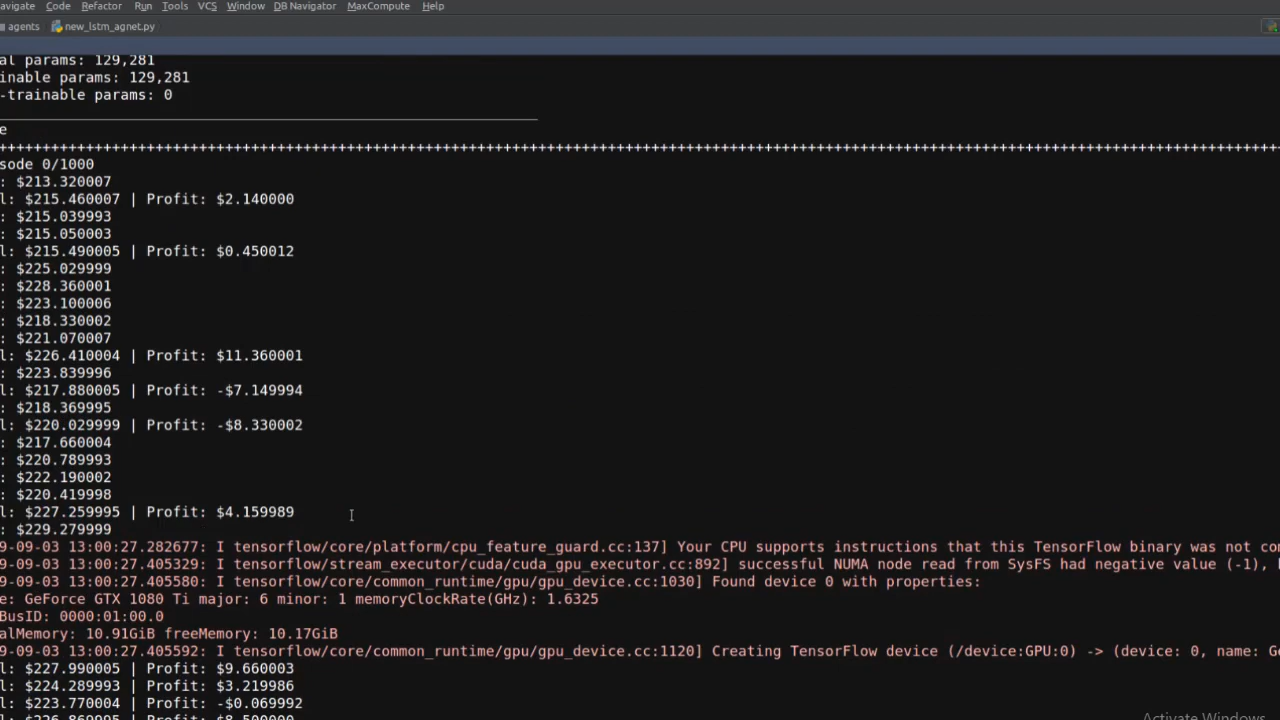 avigate Code Refactor Run Tools VCS Window DB Navigator MaxCompute Help
agents new_lstm_agnet.py
al params: 129,281
inable params: 129,281
-trainable params: 0
e
++++++++++++++++++++++++++++++++++++++++++++++++++++++++++++++++++++++++++++++++++++++++++++++++++++++++++++++++++++++++++++++++++++++++++++++++++
sode 0/1000
: $213.320007
l: $215.460007 | Profit: $2.140000
: $215.039993
: $215.050003
l: $215.490005 | Profit: $0.450012
: $225.029999
: $228.360001
: $223.100006
: $218.330002
: $221.070007
l: $226.410004 | Profit: $11.360001
: $223.839996
l: $217.880005 | Profit: -$7.149994
: $218.369995
l: $220.029999 | Profit: -$8.330002
: $217.660004
: $220.789993
: $222.190002
: $220.419998
l: $227.259995 | Profit: $4.159989
: $229.279999
9-09-03 13:00:27.282677: I tensorflow/core/platform/cpu_feature_guard.cc:137] Your CPU supports instructions that this TensorFlow binary was not co
9-09-03 13:00:27.405329: I tensorflow/stream_executor/cuda/cuda_gpu_executor.cc:892] successful NUMA node read from SysFS had negative value (-1),
9-09-03 13:00:27.405580: I tensorflow/core/common_runtime/gpu/gpu_device.cc:1030] Found device 0 with properties:
e: GeForce GTX 1080 Ti major: 6 minor: 1 memoryClockRate(GHz): 1.6325
BusID: 0000:01:00.0
alMemory: 10.91GiB freeMemory: 10.17GiB
9-09-03 13:00:27.405592: I tensorflow/core/common_runtime/gpu/gpu_device.cc:1120] Creating TensorFlow device (/device:GPU:0) -> (device: 0, name: Ge
l: $227.990005 | Profit: $9.660003
l: $224.289993 | Profit: $3.219986
l: $223.770004 | Profit: -$0.069992
l: $226.869995 | Profit: $8.500000
Activate Windows